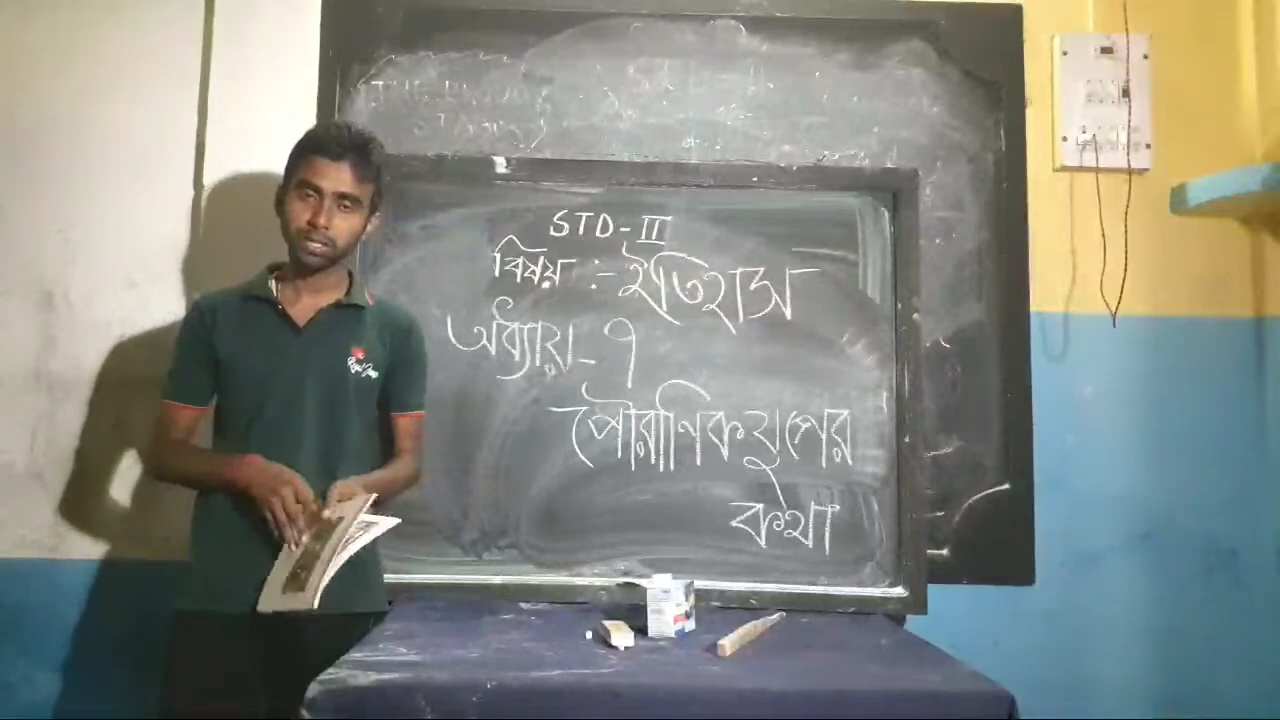 STD-II
বিষয় :- ইতিহাস
অধ্যায়-৭
পৌরাণিকযুগের
কথা